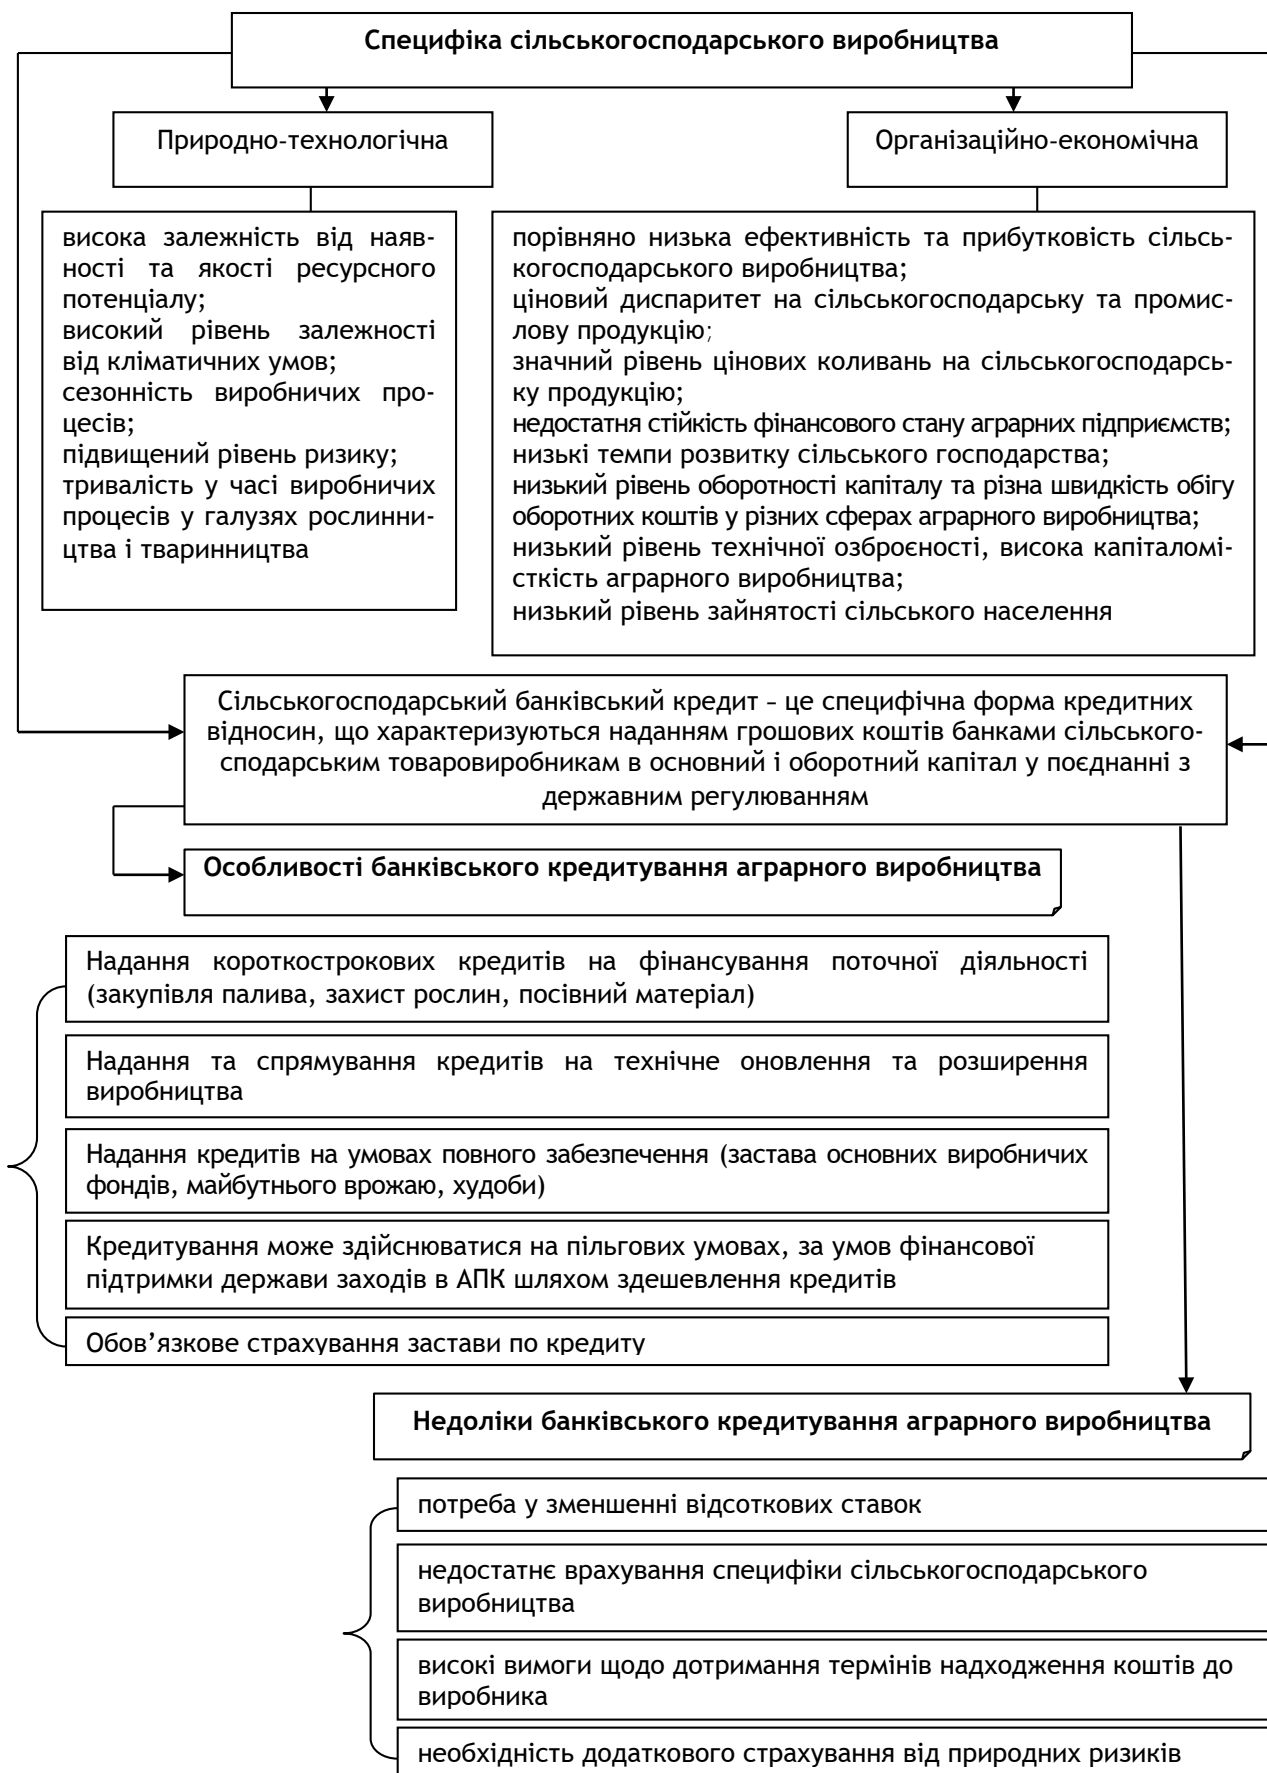 Специфіка сільськогосподарського виробництва
Природно-технологічна
Організаційно-економічна
висока залежність від наяв-
ності та якості ресурсного
потенціалу;
високий рівень залежності
від кліматичних умов;
сезонність виробничих про-
цесів;
підвищений рівень ризику;
тривалість у часі виробничих
процесів у галузях рослинни-
цтва і тваринництва
порівняно низька ефективність та прибутковість сільсь-
когосподарського виробництва;
ціновий диспаритет на сільськогосподарську та промис-
лову продукцію;
значний рівень цінових коливань на сільськогосподарсь-
ку продукцію;
недостатня стійкість фінансового стану аграрних підприємств;
низькі темпи розвитку сільського господарства;
низький рівень оборотності капіталу та різна швидкість обігу
оборотних коштів у різних сферах аграрного виробництва;
низький рівень технічної озброєності, висока капіталомі-
сткість аграрного виробництва;
низький рівень зайнятості сільського населення
Сільськогосподарський банківський кредит – це специфічна форма кредитних
відносин, що характеризуються наданням грошових коштів банками сільського-
сподарським товаровиробникам в основний і оборотний капітал у поєднанні з
державним регулюванням
Особливості банківського кредитування аграрного виробництва
Надання короткострокових кредитів на фінансування поточної діяльності
(закупівля палива, захист рослин, посівний матеріал)
Надання та спрямування кредитів на технічне оновлення та розширення
виробництва
Надання кредитів на умовах повного забезпечення (застава основних виробничих
фондів, майбутнього врожаю, худоби)
Кредитування може здійснюватися на пільгових умовах, за умов фінансової
підтримки держави заходів в АПК шляхом здешевлення кредитів
Обов’язкове страхування застави по кредиту
Недоліки банківського кредитування аграрного виробництва
потреба у зменшенні відсоткових ставок
недостатнє врахування специфіки сільськогосподарського
виробництва
високі вимоги щодо дотримання термінів надходження коштів до
виробника
необхідність додаткового страхування від природних ризиків